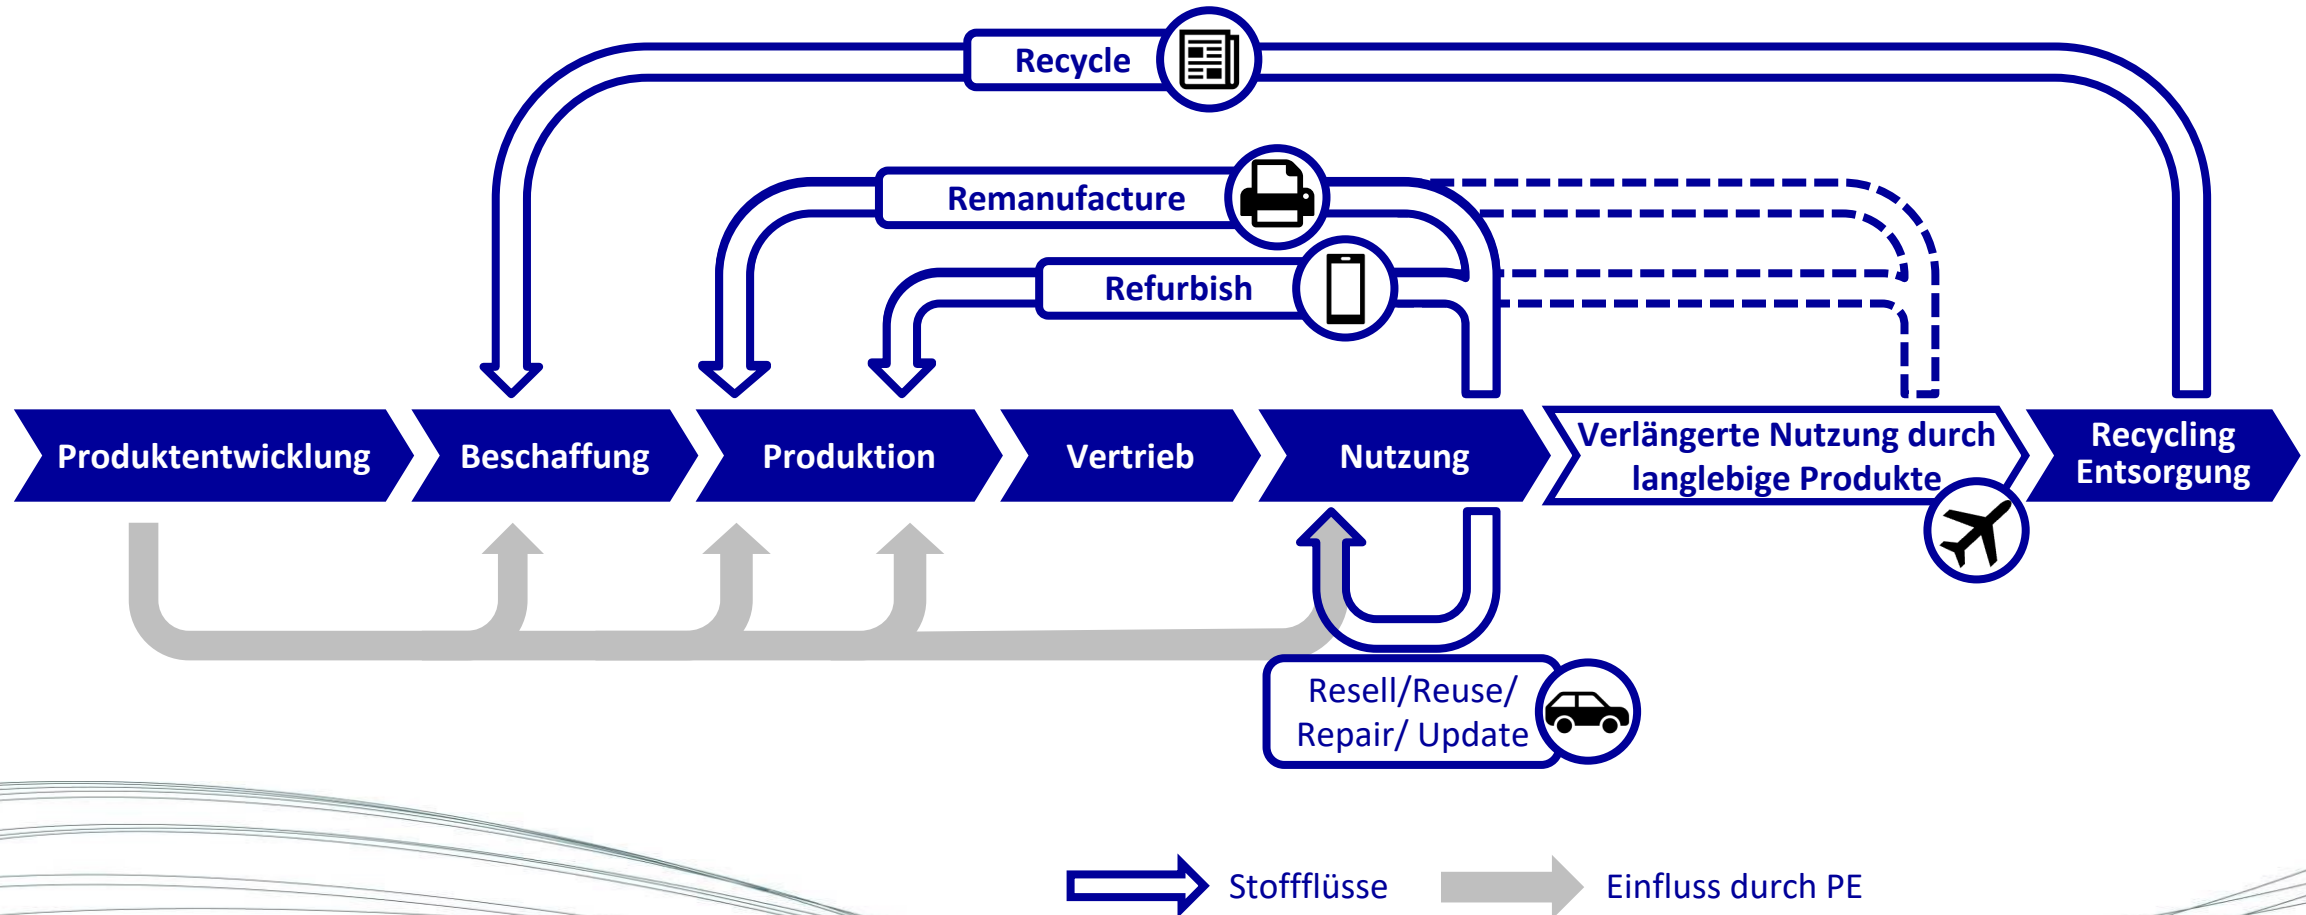 Recycle
Remanufacture
Refurbish
Produktentwicklung
Beschaffung
Produktion
Vertrieb
Nutzung
Verlängerte Nutzung durch
langlebige Produkte
Recycling
Entsorgung
Resell/Reuse/
Repair/ Update
Stoffflüsse
Einfluss durch PE